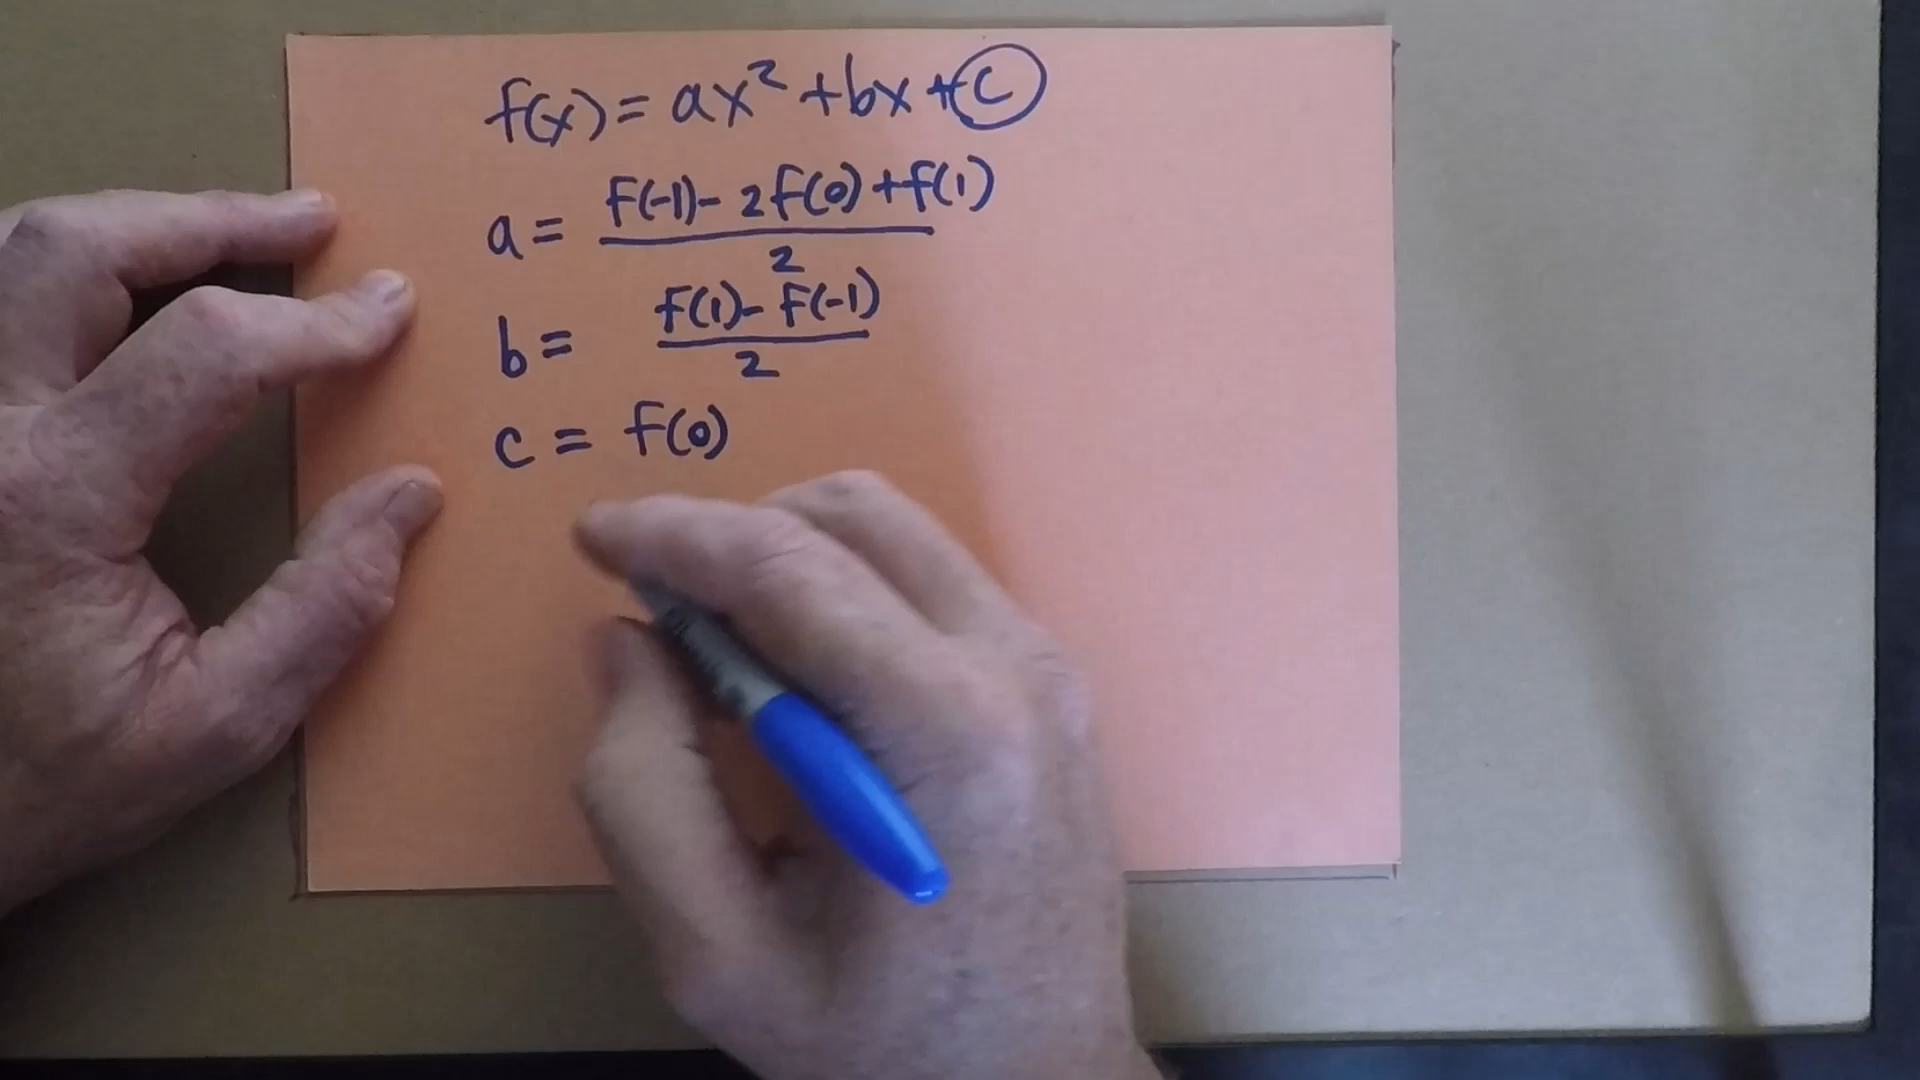 f(x) = ax² + bx + c
a = f(-1) - 2f(0) + f(1)
2
b = f(1) - f(-1)
2
c = f(0)